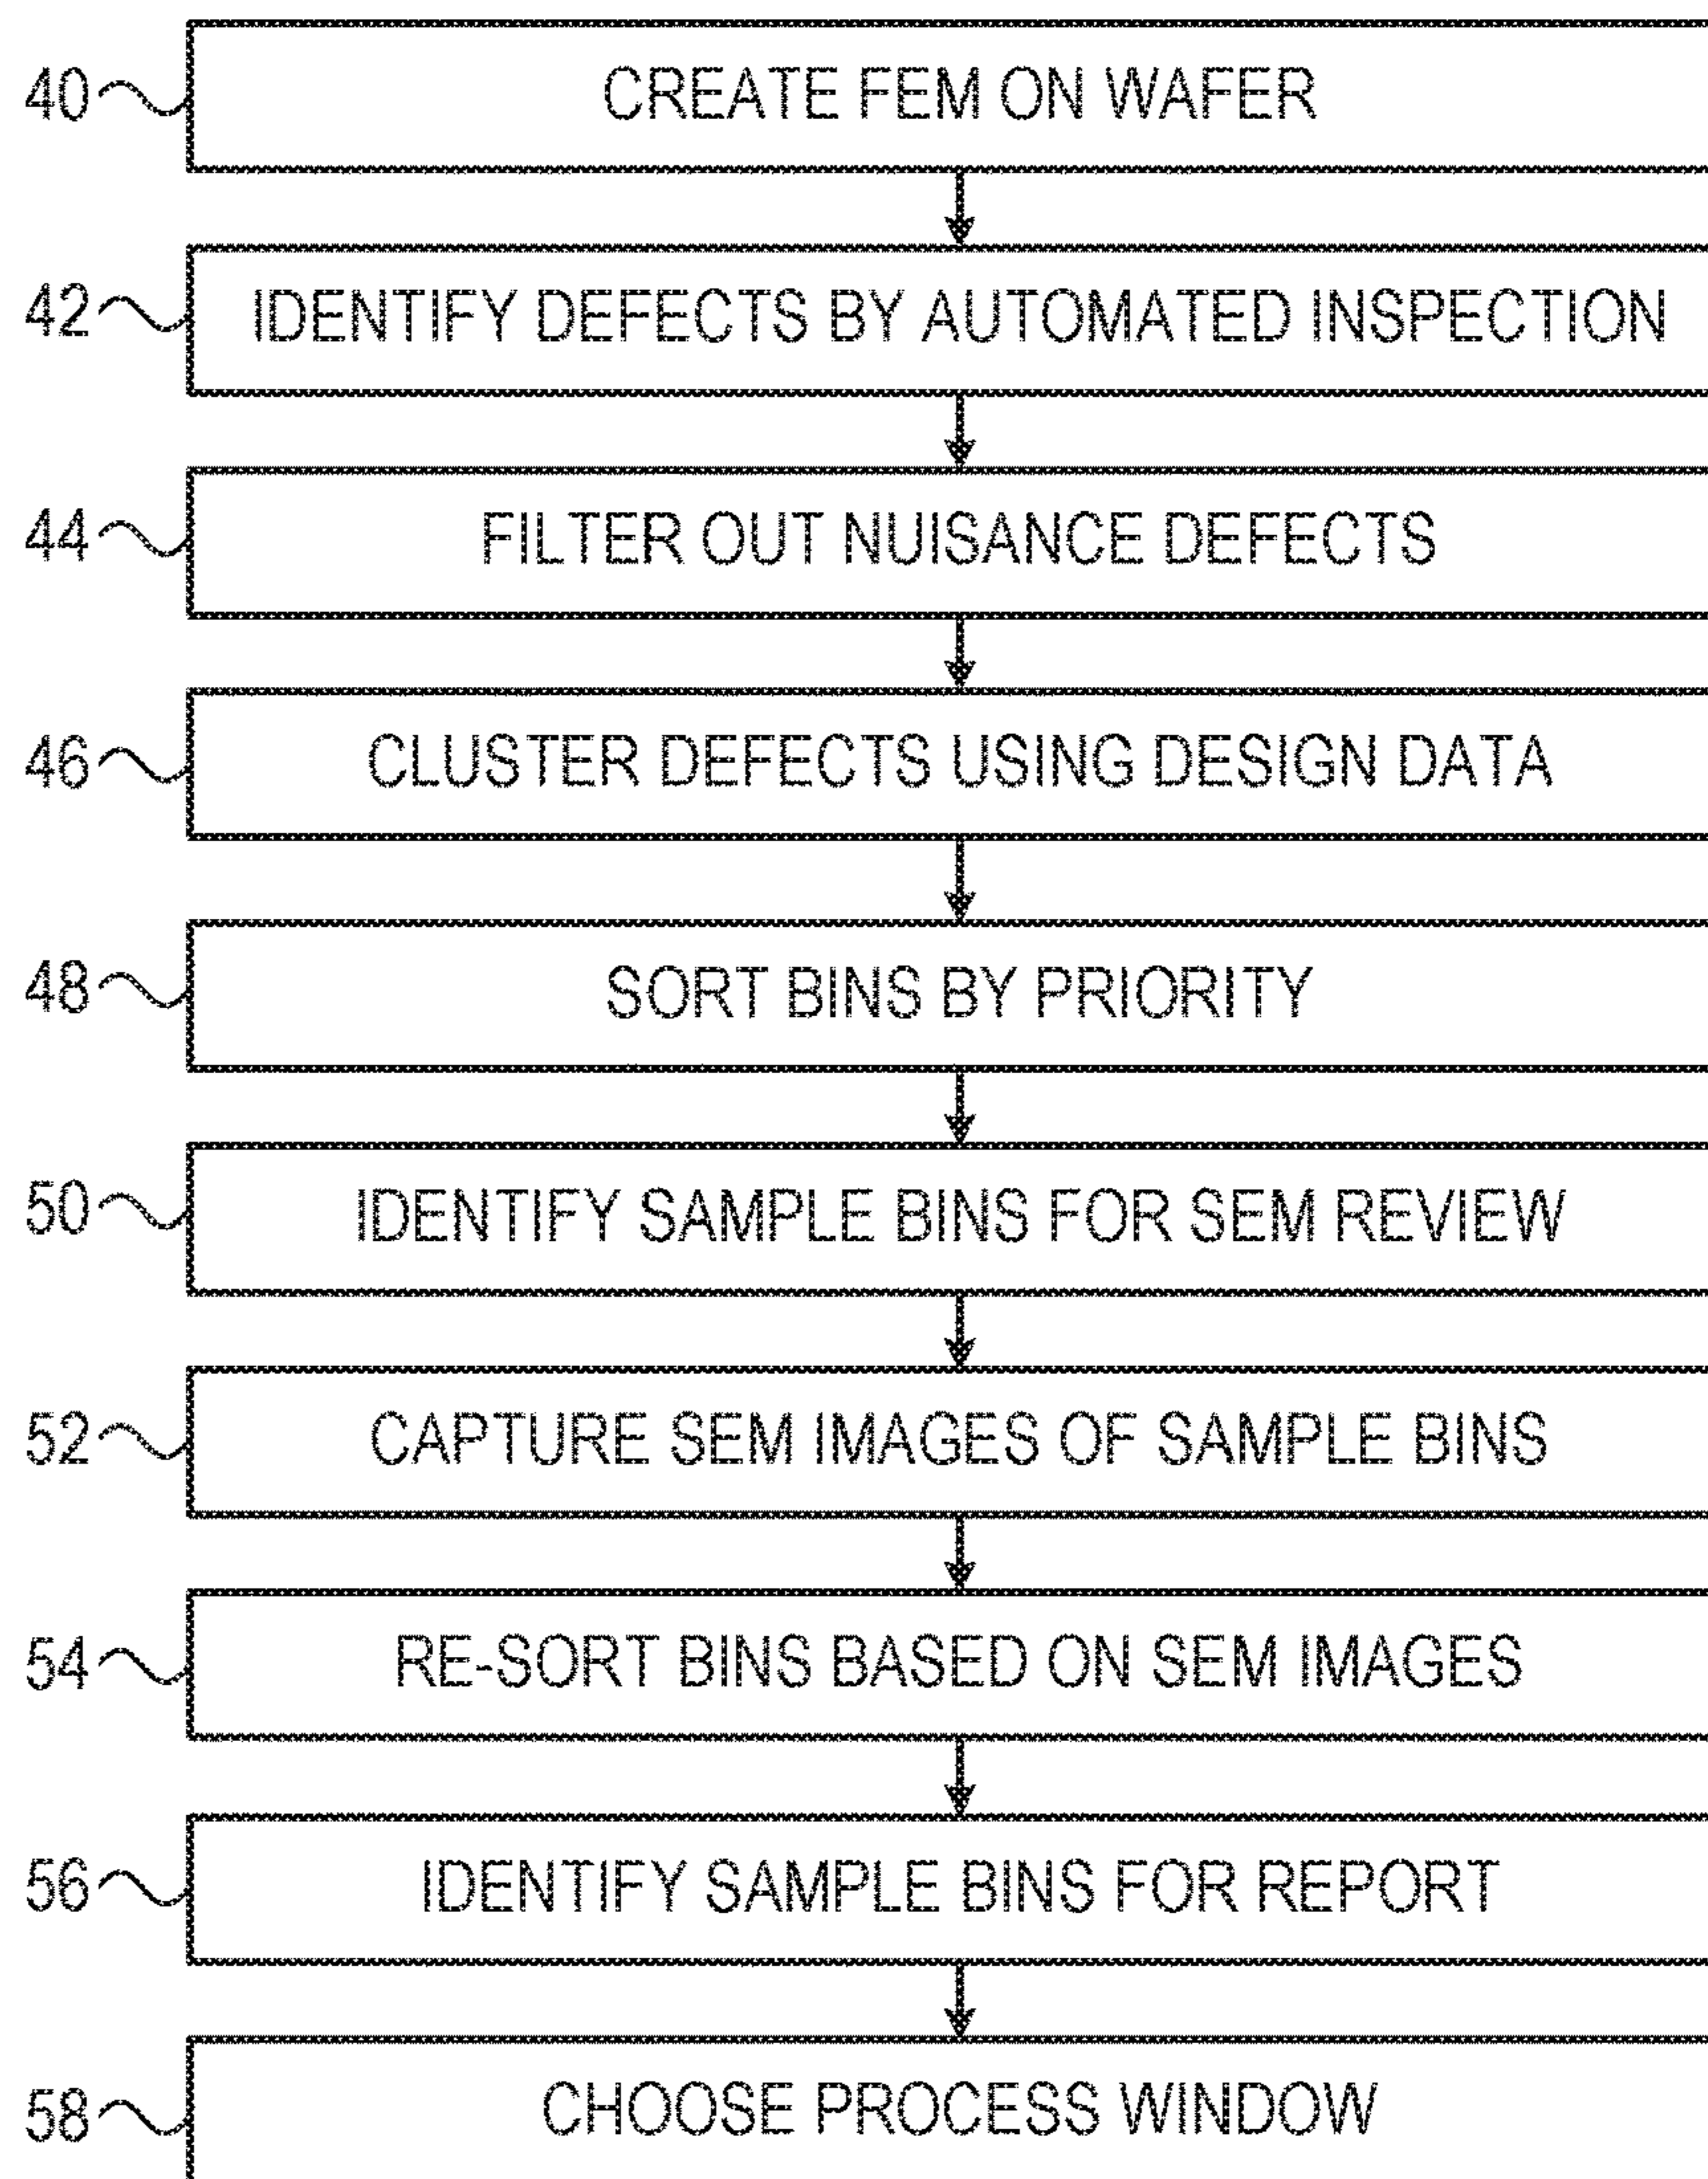 40 CREATE FEM ON WAFER
42 IDENTIFY DEFECTS BY AUTOMATED INSPECTION
44 FILTER OUT NUISANCE DEFECTS
46 CLUSTER DEFECTS USING DESIGN DATA
48 SORT BINS BY PRIORITY
50 IDENTIFY SAMPLE BINS FOR SEM REVIEW
52 CAPTURE SEM IMAGES OF SAMPLE BINS
54 RE-SORT BINS BASED ON SEM IMAGES
56 IDENTIFY SAMPLE BINS FOR REPORT
58 CHOOSE PROCESS WINDOW